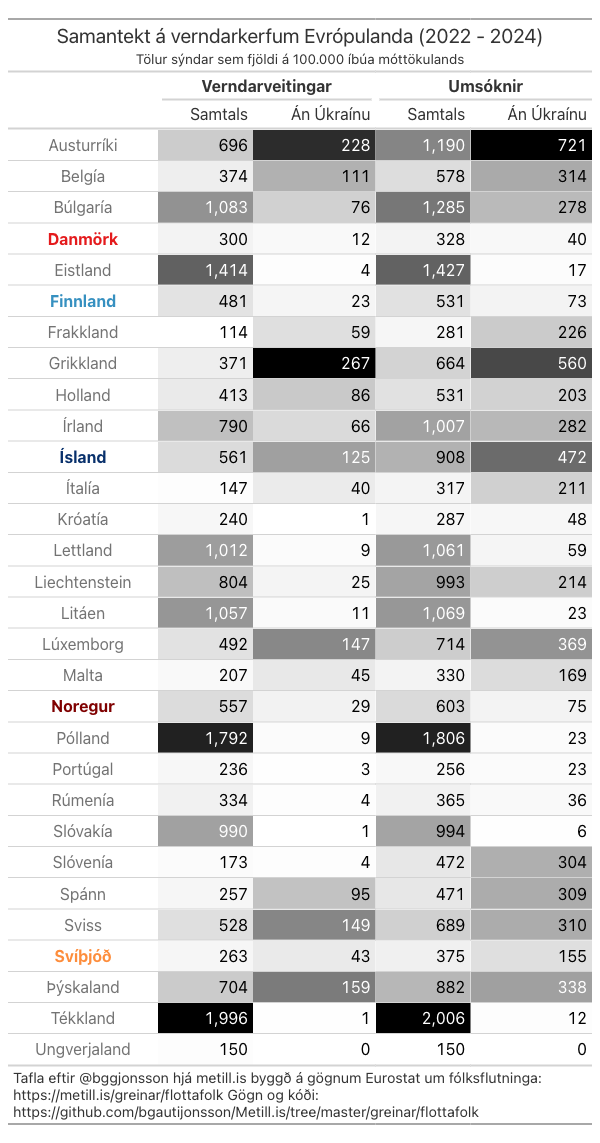 Samantekt á verndarkerfum Evrópulanda (2022 - 2024)
Tölur sýndar sem fjöldi á 100.000 íbúa móttökulands
Verndarveitingar Umsóknir
Samtals Án Úkraínu Samtals Án Úkraínu
Austurríki 696 228 1,190 721
Belgía 374 111 578 314
Búlgaría 1,083 76 1,285 278
Danmörk 300 12 328 40
Eistland 1,414 4 1,427 17
Finnland 481 23 531 73
Frakkland 114 59 281 226
Grikkland 371 267 664 560
Holland 413 86 531 203
Írland 790 66 1,007 282
Ísland 561 125 908 472
Ítalía 147 40 317 211
Króatía 240 1 287 48
Lettland 1,012 9 1,061 59
Liechtenstein 804 25 993 214
Litáen 1,057 11 1,069 23
Lúxemborg 492 147 714 369
Malta 207 45 330 169
Noregur 557 29 603 75
Pólland 1,792 9 1,806 23
Portúgal 236 3 256 23
Rúmenía 334 4 365 36
Slóvakía 990 1 994 6
Slóvenía 173 4 472 304
Spánn 257 95 471 309
Sviss 528 149 689 310
Svíþjóð 263 43 375 155
Þýskaland 704 159 882 338
Tékkland 1,996 1 2,006 12
Ungverjaland 150 0 150 0
Tafla eftir @bggjonsson hjá metill.is byggð á gögnum Eurostat um fólksflutninga:
https://metill.is/greinar/flottafolk Gögn og kóði:
https://github.com/bgautijonsson/Metill.is/tree/master/greinar/flottafolk